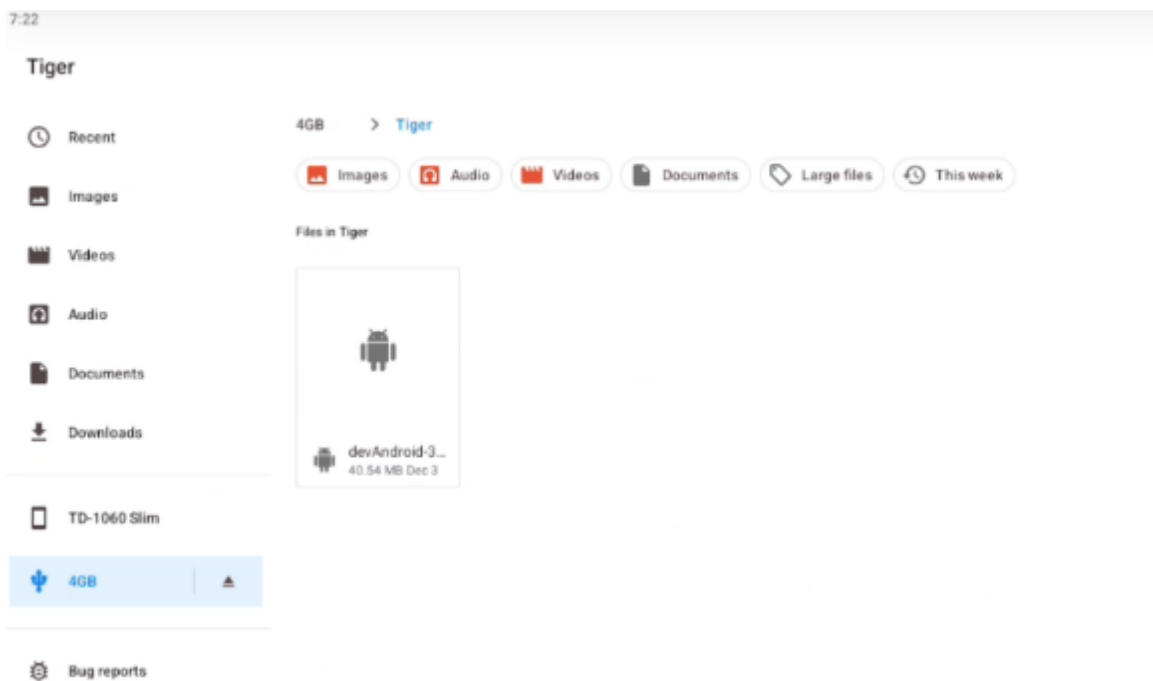 7:22
Tiger
Recent
Images
Videos
Audio
Documents
Downloads
TD-1060 Slim
4GB
Bug reports
4GB > Tiger
Images Audio Videos Documents Large files This week
Files in Tiger
devAndroid-3...
40.54 MB Dec 3